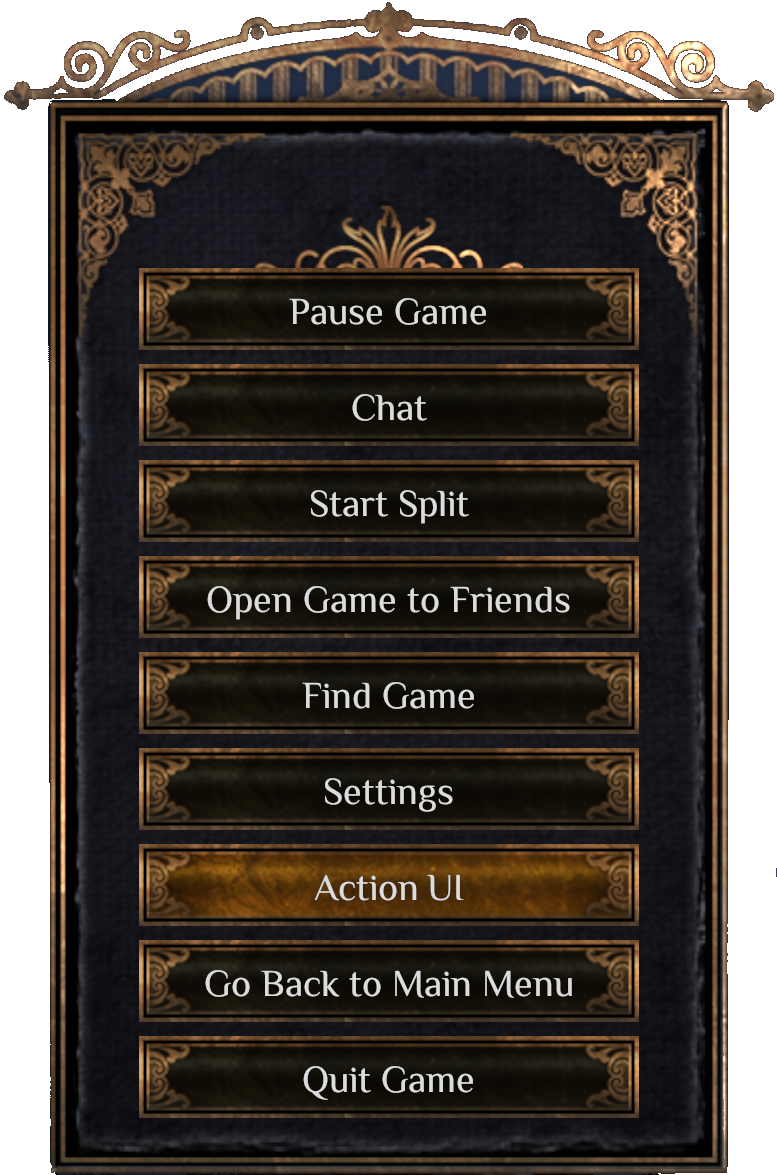 Pause Game
Chat
Start Split
Open Game to Friends
Find Game
Settings
Action UI
Go Back to Main Menu
Quit Game